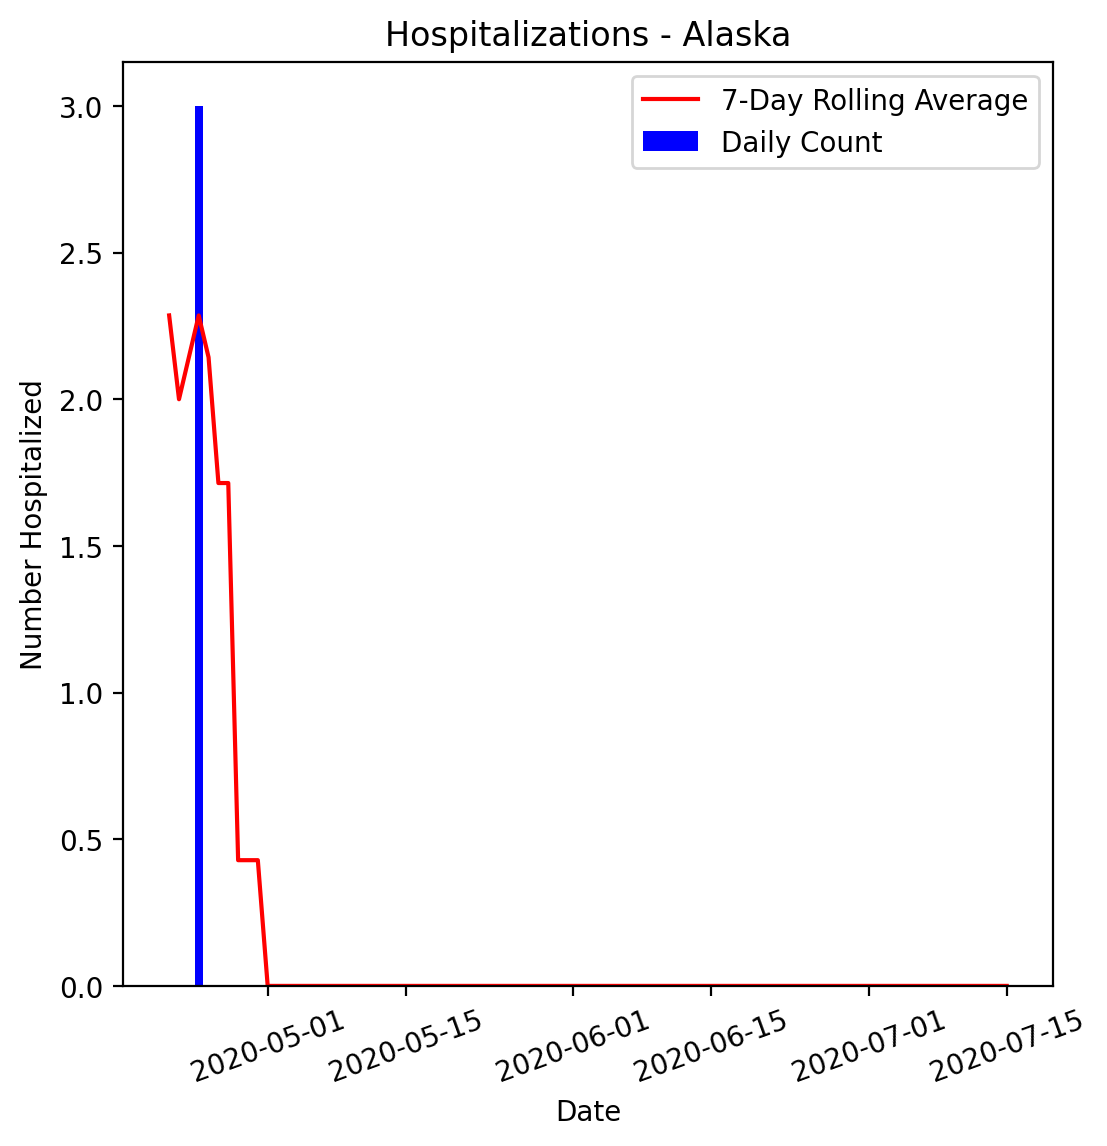 Hospitalizations - Alaska
7-Day Rolling Average
Daily Count
3.0
2.5
2.0
1.5
1.0
0.5
0.0
Number Hospitalized
2020-05-01
2020-05-15
2020-06-01
2020-06-15
2020-07-01
2020-07-15
Date